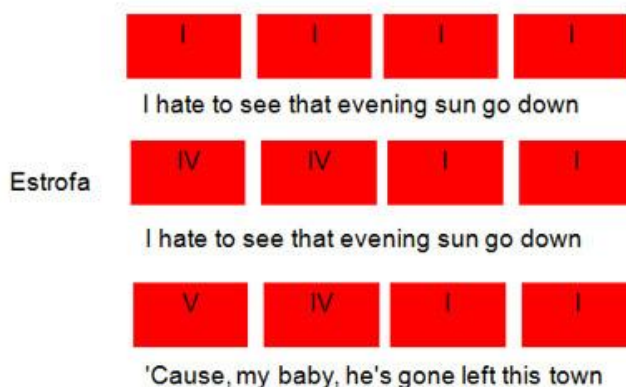 I I I I
I hate to see that evening sun go down
Estrofa
IV IV I I
I hate to see that evening sun go down
V IV I I
'Cause, my baby, he's gone left this town